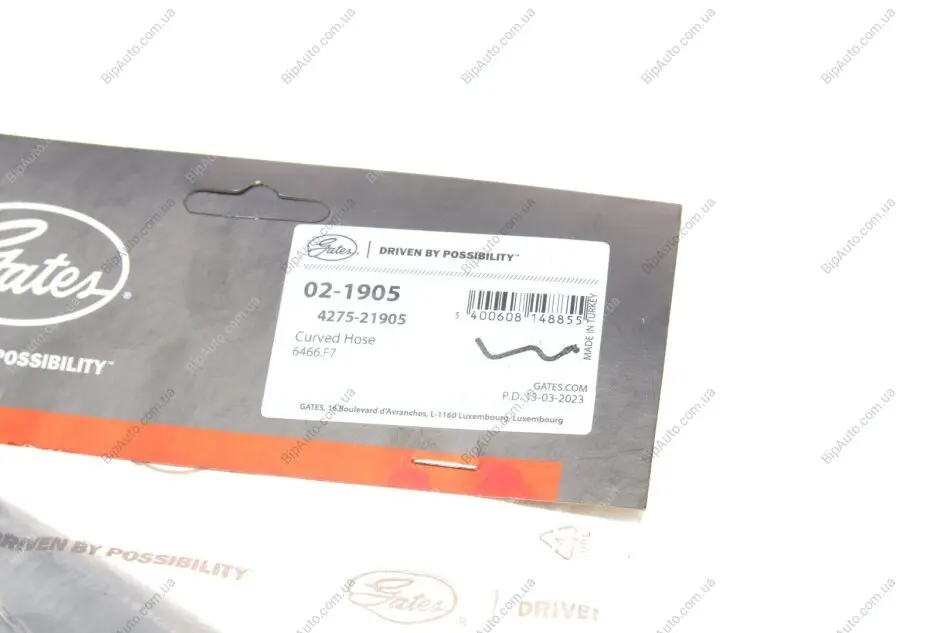 Gates | DRIVEN BY POSSIBILITY™
02-1905
4275-21905
Curved Hose
6466.F7
5 400608 148855
MADE IN TURKEY
GATES.COM
P.D. 13-03-2023
GATES, 16 Boulevard d'Avranches, L-1160 Luxembourg, Luxembourg
Gates®
POSSIBILITY™
DRIVEN BY POSSIBILITY
Gates® | DRIVE
BipAuto.com.ua